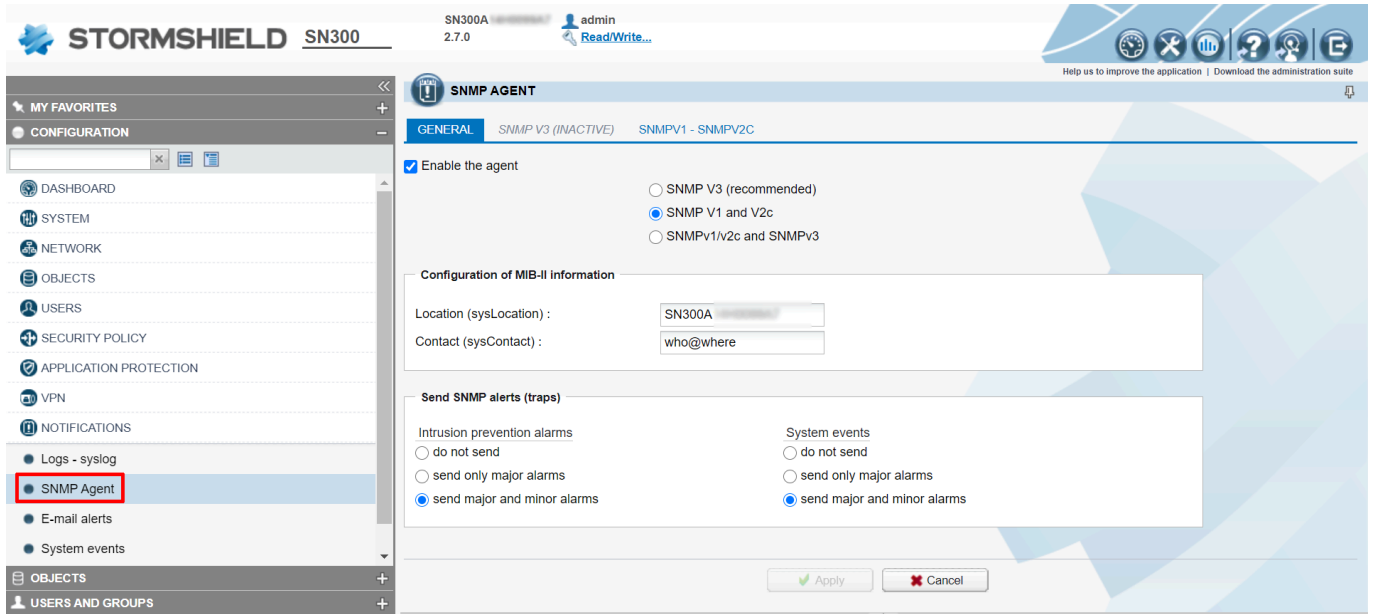 STORMSHIELD SN300
SN300A
2.7.0
admin
Read/Write...
Help us to improve the application | Download the administration suite
MY FAVORITES
CONFIGURATION
DASHBOARD
SYSTEM
NETWORK
OBJECTS
USERS
SECURITY POLICY
APPLICATION PROTECTION
VPN
NOTIFICATIONS
Logs - syslog
SNMP Agent
E-mail alerts
System events
OBJECTS
USERS AND GROUPS
SNMP AGENT
GENERAL SNMP V3 (INACTIVE) SNMPV1 - SNMPV2C
Enable the agent
SNMP V3 (recommended)
SNMP V1 and V2c
SNMPv1/v2c and SNMPv3
Configuration of MIB-II information
Location (sysLocation) : SN300A
Contact (sysContact) : who@where
Send SNMP alerts (traps)
Intrusion prevention alarms
do not send
send only major alarms
send major and minor alarms
System events
do not send
send only major alarms
send major and minor alarms
Apply Cancel